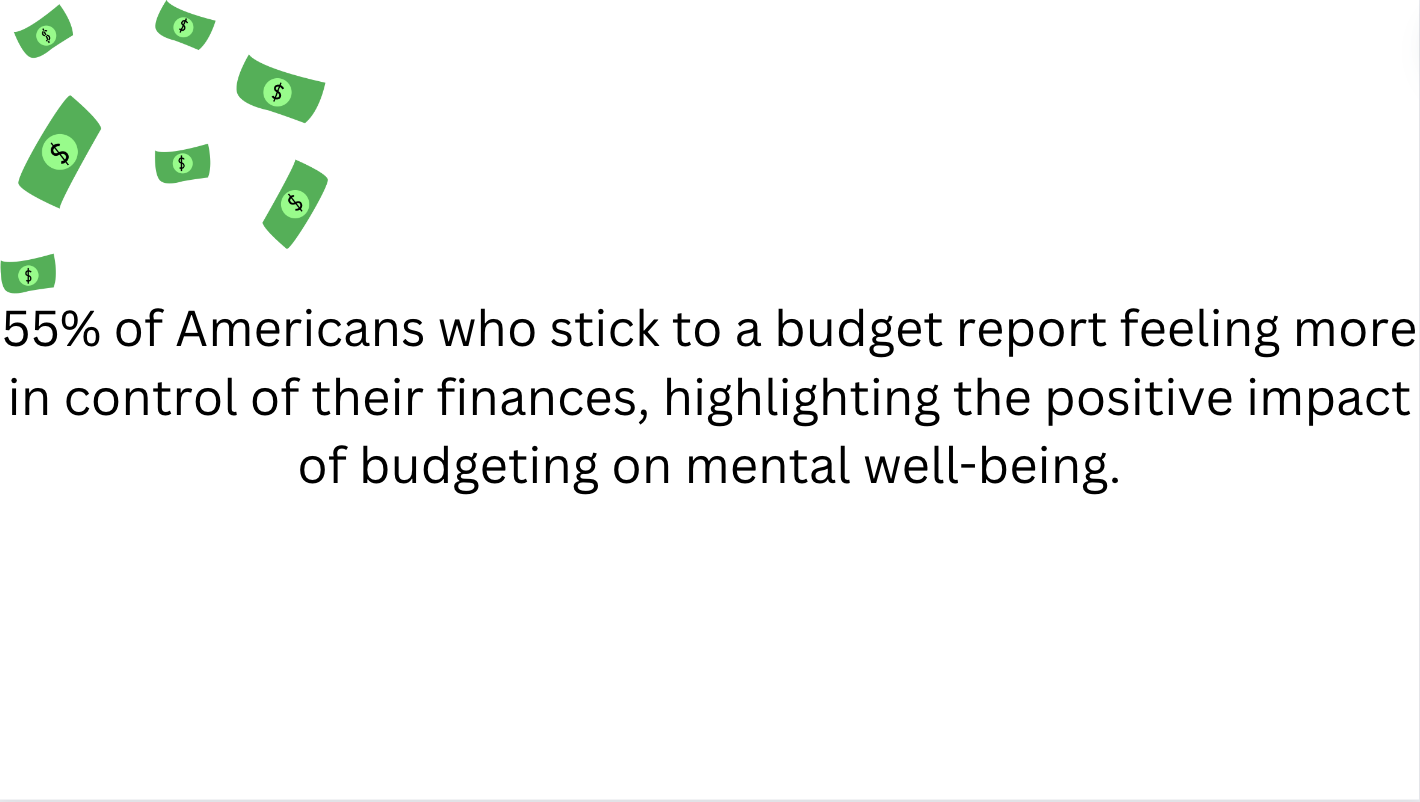 $
$
$
$
$
$
$
55% of Americans who stick to a budget report feeling more
in control of their finances, highlighting the positive impact
of budgeting on mental well-being.